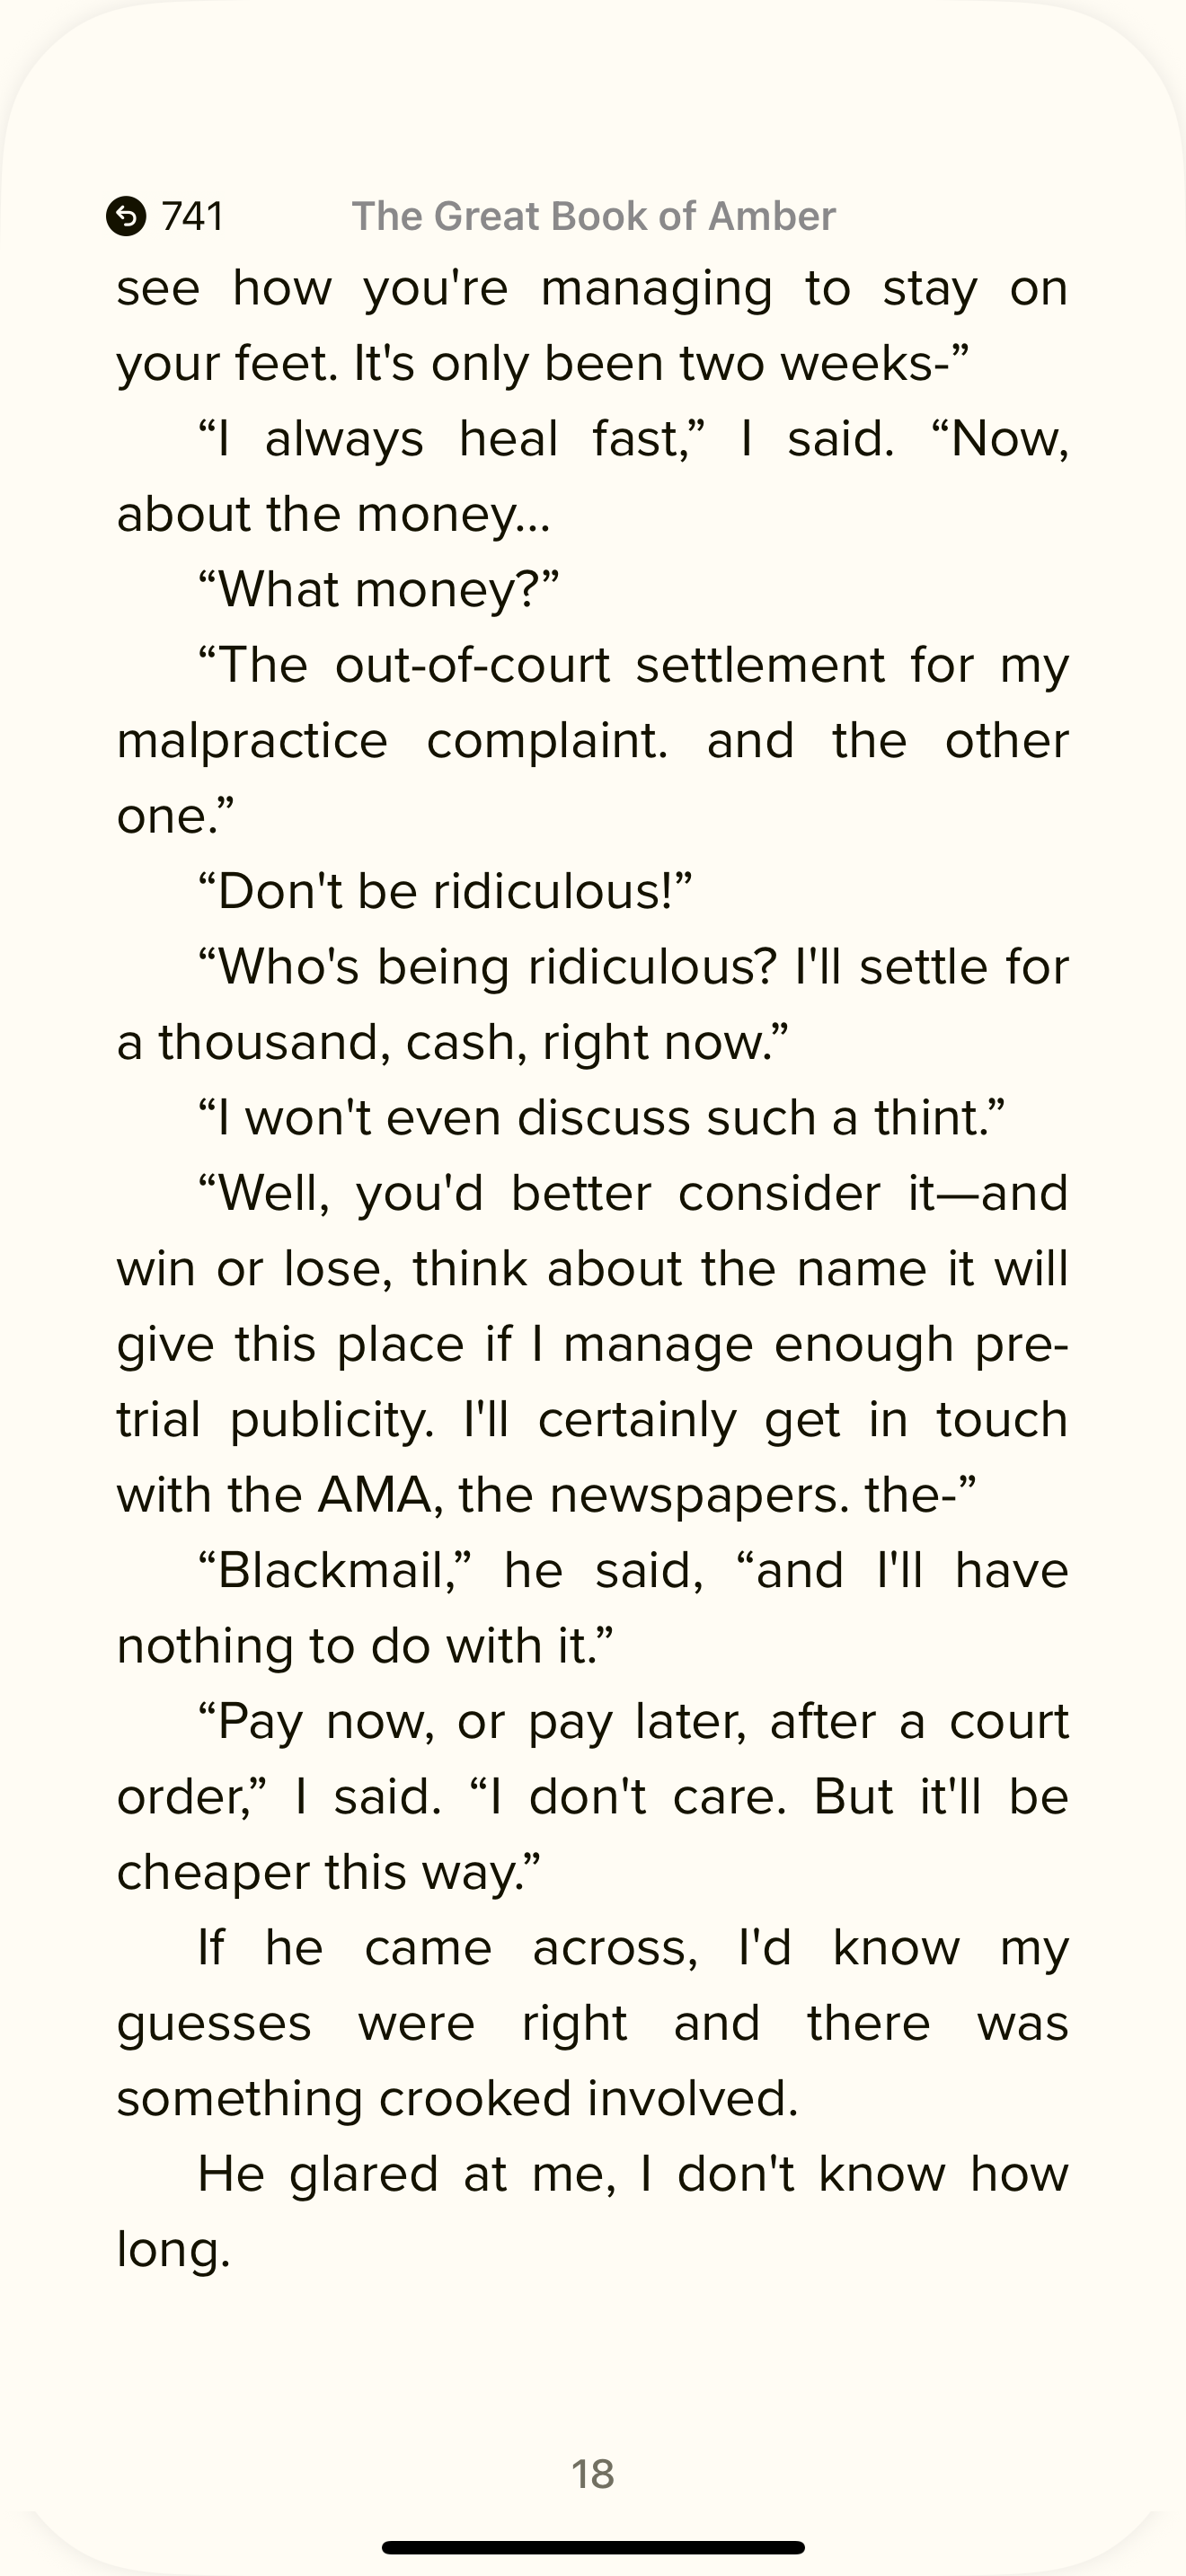 741 The Great Book of Amber
see how you're managing to stay on
your feet. It's only been two weeks-”
“I always heal fast,” I said. “Now,
about the money...
“What money?”
“The out-of-court settlement for my
malpractice complaint. and the other
one.”
“Don't be ridiculous!”
“Who's being ridiculous? I'll settle for
a thousand, cash, right now.”
“I won't even discuss such a thint.”
“Well, you'd better consider it—and
win or lose, think about the name it will
give this place if I manage enough pre-
trial publicity. I'll certainly get in touch
with the AMA, the newspapers. the-”
“Blackmail,” he said, “and I'll have
nothing to do with it.”
“Pay now, or pay later, after a court
order,” I said. “I don't care. But it'll be
cheaper this way.”
If he came across, I'd know my
guesses were right and there was
something crooked involved.
He glared at me, I don't know how
long.
18